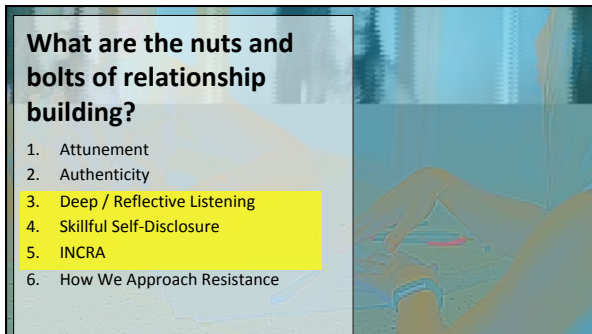 What are the nuts and
bolts of relationship
building?
1. Attunement
2. Authenticity
3. Deep / Reflective Listening
4. Skillful Self-Disclosure
5. INCRA
6. How We Approach Resistance